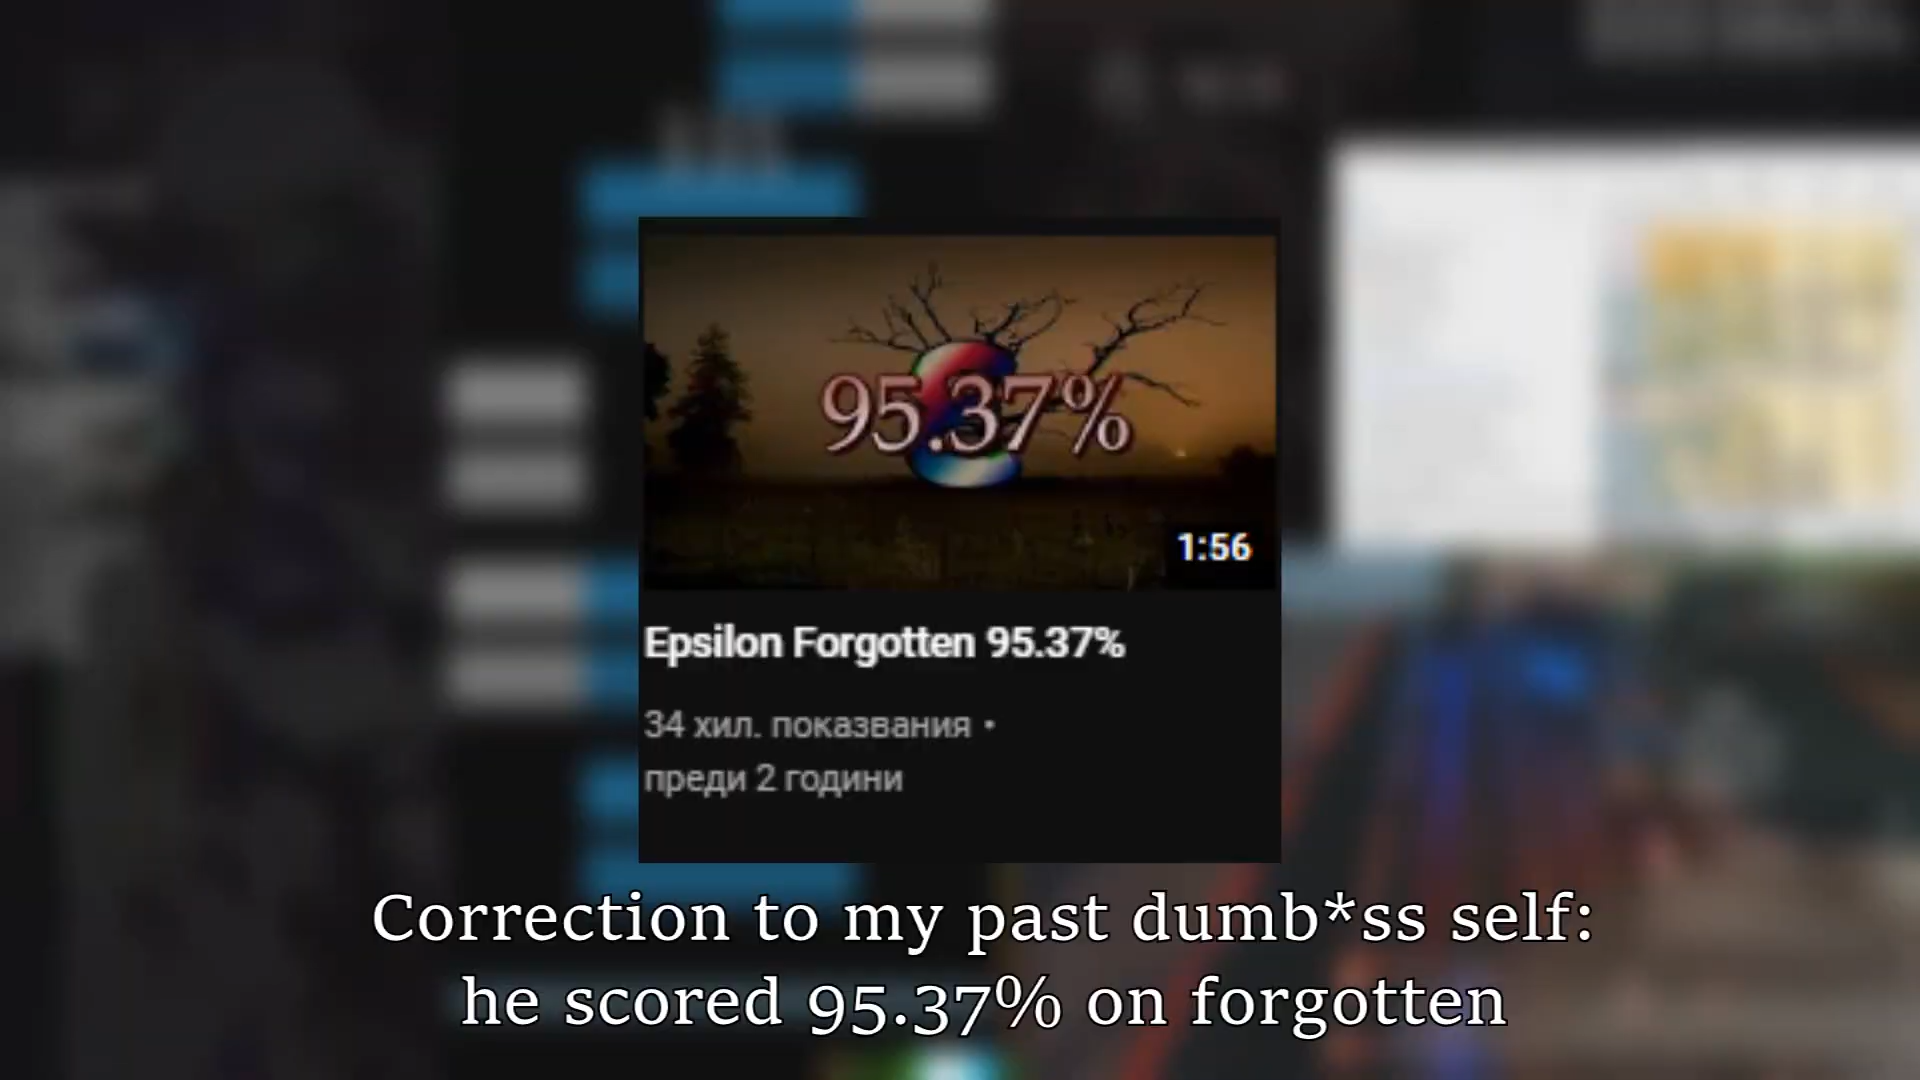 95.37%
1:56
Epsilon Forgotten 95.37%
34 хил. показвания •
преди 2 години
Correction to my past dumb*ss self:
he scored 95.37% on forgotten